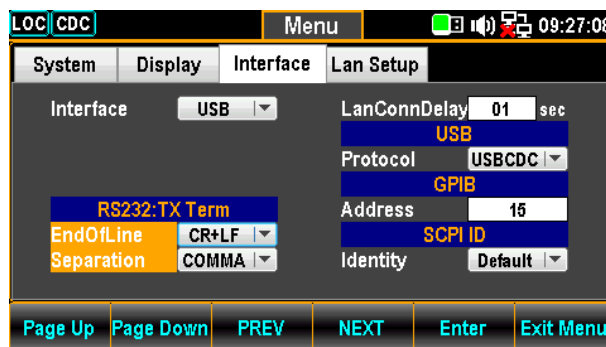 LOC CDC Menu 09:27:08
System Display Interface Lan Setup
Interface USB
LanConnDelay 01 sec
USB
Protocol USBCDC
GPIB
RS232:TX Term
Address 15
EndOfLine CR+LF
SCPI ID
Separation COMMA
Identity Default
Page Up Page Down PREV NEXT Enter Exit Menu